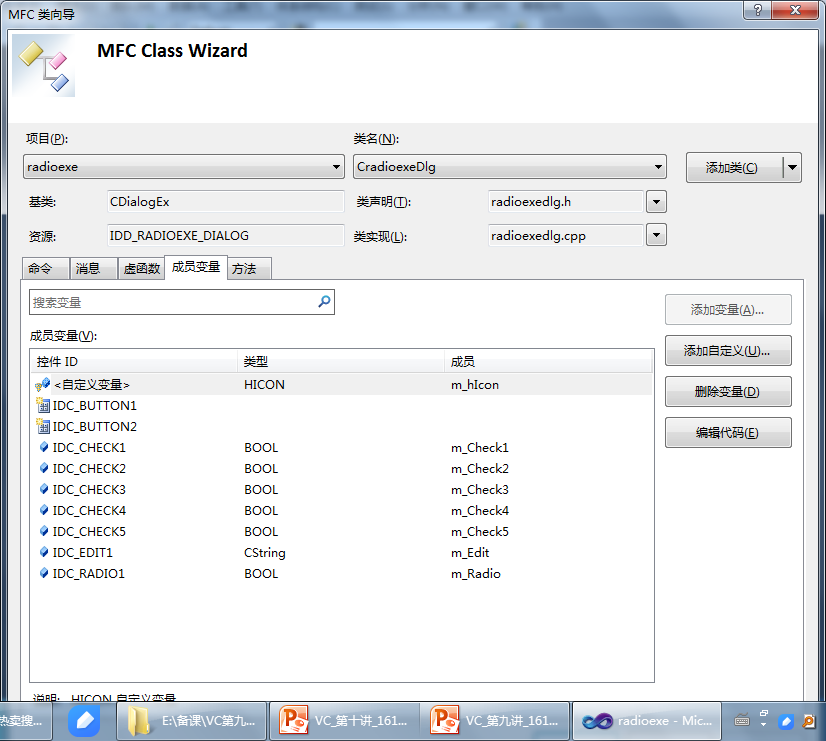 MFC 类向导
MFC Class Wizard
项目(P):
类名(N):
radioexe
CradioexeDlg
添加类(C)
基类:
CDialogEx
类声明(T):
radioexedlg.h
资源:
IDD_RADIOEXE_DIALOG
类实现(L):
radioexedlg.cpp
命令 消息 虚函数 成员变量 方法
搜索变量
添加变量(A)...
成员变量(V):
添加自定义(U)...
控件 ID 类型 成员
<自定义变量> HICON m_hIcon
删除变量(D)
IDC_BUTTON1
IDC_BUTTON2
编辑代码(E)
IDC_CHECK1 BOOL m_Check1
IDC_CHECK2 BOOL m_Check2
IDC_CHECK3 BOOL m_Check3
IDC_CHECK4 BOOL m_Check4
IDC_CHECK5 BOOL m_Check5
IDC_EDIT1 CString m_Edit
IDC_RADIO1 BOOL m_Radio
说明: HICON 自定义变量
热卖搜...
E:\备课\VC第九...
VC_第十讲_161...
VC_第九讲_161...
radioexe - Mic...